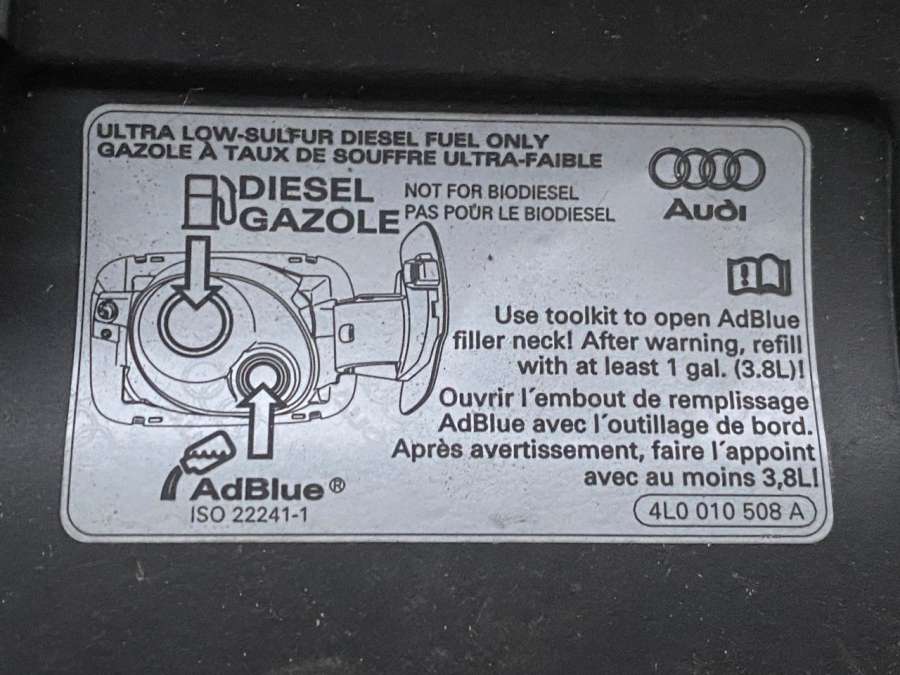 ULTRA LOW-SULFUR DIESEL FUEL ONLY
GAZOLE À TAUX DE SOUFFRE ULTRA-FAIBLE
DIESEL
GAZOLE
NOT FOR BIODIESEL
PAS POUR LE BIODIESEL
Audi
Use toolkit to open AdBlue
filler neck! After warning, refill
with at least 1 gal. (3.8L)!
Ouvrir l´embout de remplissage
AdBlue avec l´outillage de bord.
Après avertissement, faire l´appoint
avec au moins 3,8L!
AdBlue®
ISO 22241-1
4L0 010 508 A